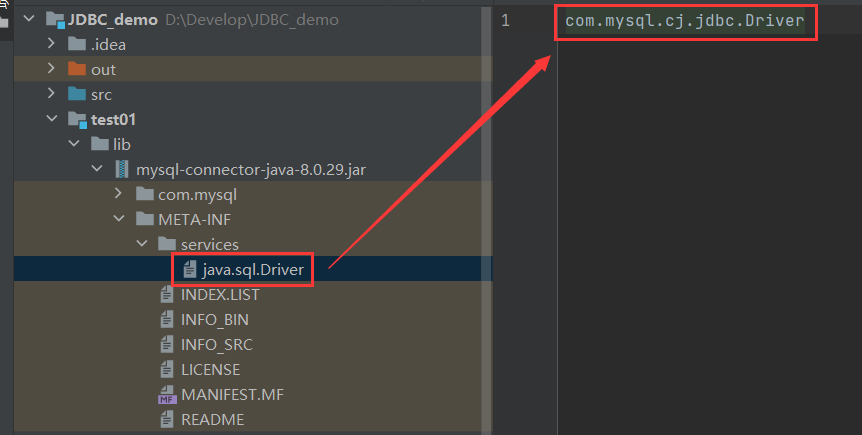 JDBC_demo D:\Develop\JDBC_demo
.idea
out
src
test01
lib
mysql-connector-java-8.0.29.jar
com.mysql
META-INF
services
java.sql.Driver
INDEX.LIST
INFO_BIN
INFO_SRC
LICENSE
MF MANIFEST.MF
README
1 com.mysql.cj.jdbc.Driver